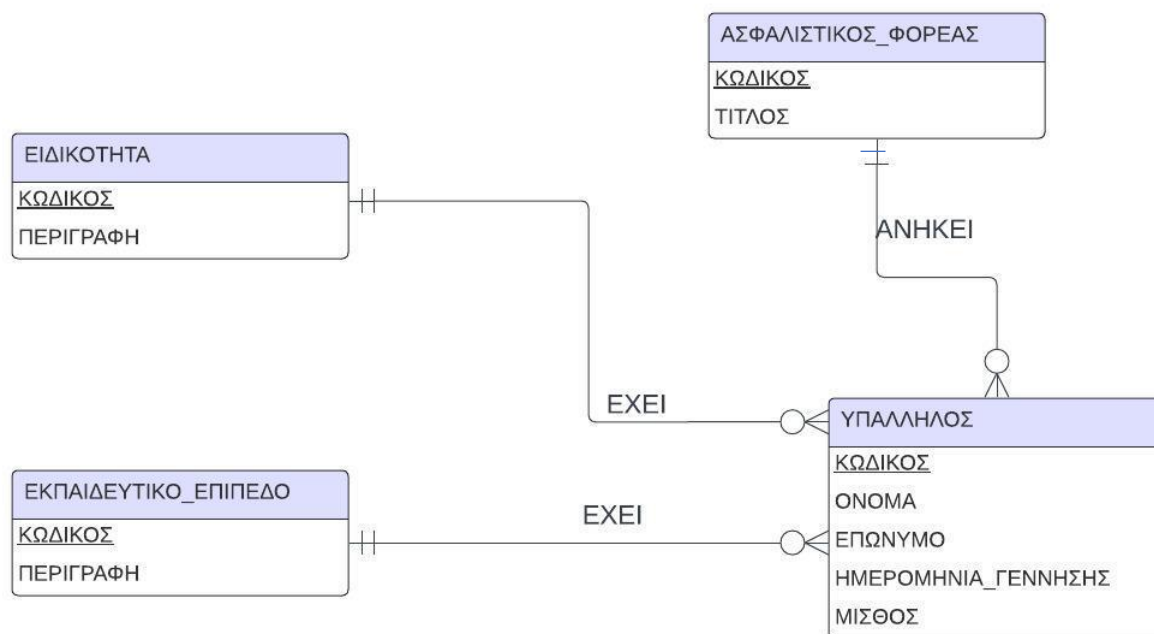 ΑΣΦΑΛΙΣΤΙΚΟΣ_ΦΟΡΕΑΣ
ΚΩΔΙΚΟΣ
ΤΙΤΛΟΣ
ΕΙΔΙΚΟΤΗΤΑ
ΚΩΔΙΚΟΣ
ΠΕΡΙΓΡΑΦΗ
ΑΝΗΚΕΙ
ΕΧΕΙ
ΥΠΑΛΛΗΛΟΣ
ΚΩΔΙΚΟΣ
ΟΝΟΜΑ
ΕΠΩΝΥΜΟ
ΗΜΕΡΟΜΗΝΙΑ_ΓΕΝΝΗΣΗΣ
ΜΙΣΘΟΣ
ΕΚΠΑΙΔΕΥΤΙΚΟ_ΕΠΙΠΕΔΟ
ΚΩΔΙΚΟΣ
ΠΕΡΙΓΡΑΦΗ
ΕΧΕΙ